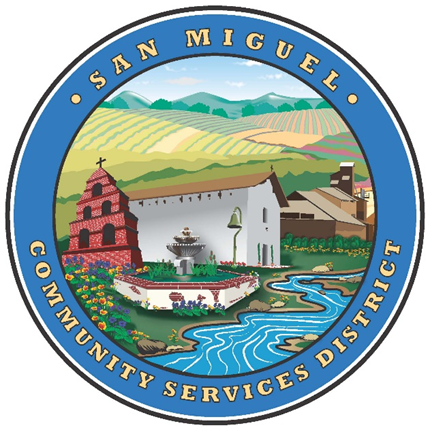 SAN MIGUEL
COMMUNITY SERVICES DISTRICT